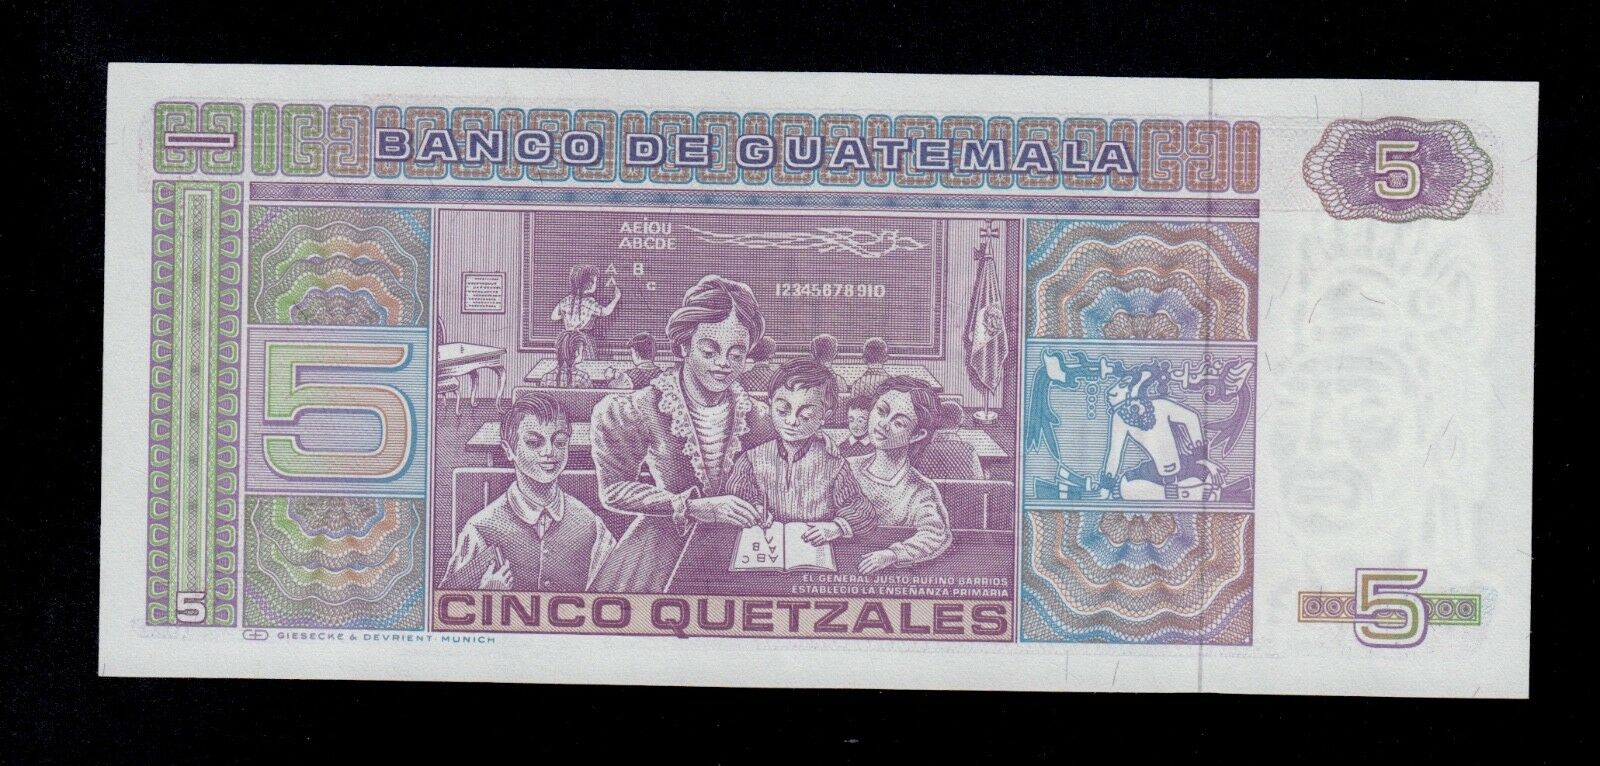 BANCO DE GUATEMALA
5
AEIOU
ABCDE
A B
A c
12345678910
5
ABC
A B
EL GENERAL JUSTO RUFINO BARRIOS
ESTABLECIO LA ENSEÑANZA PRIMARIA
CINCO QUETZALES
5
5
GIESECKE & DEVRIENT · MUNICH